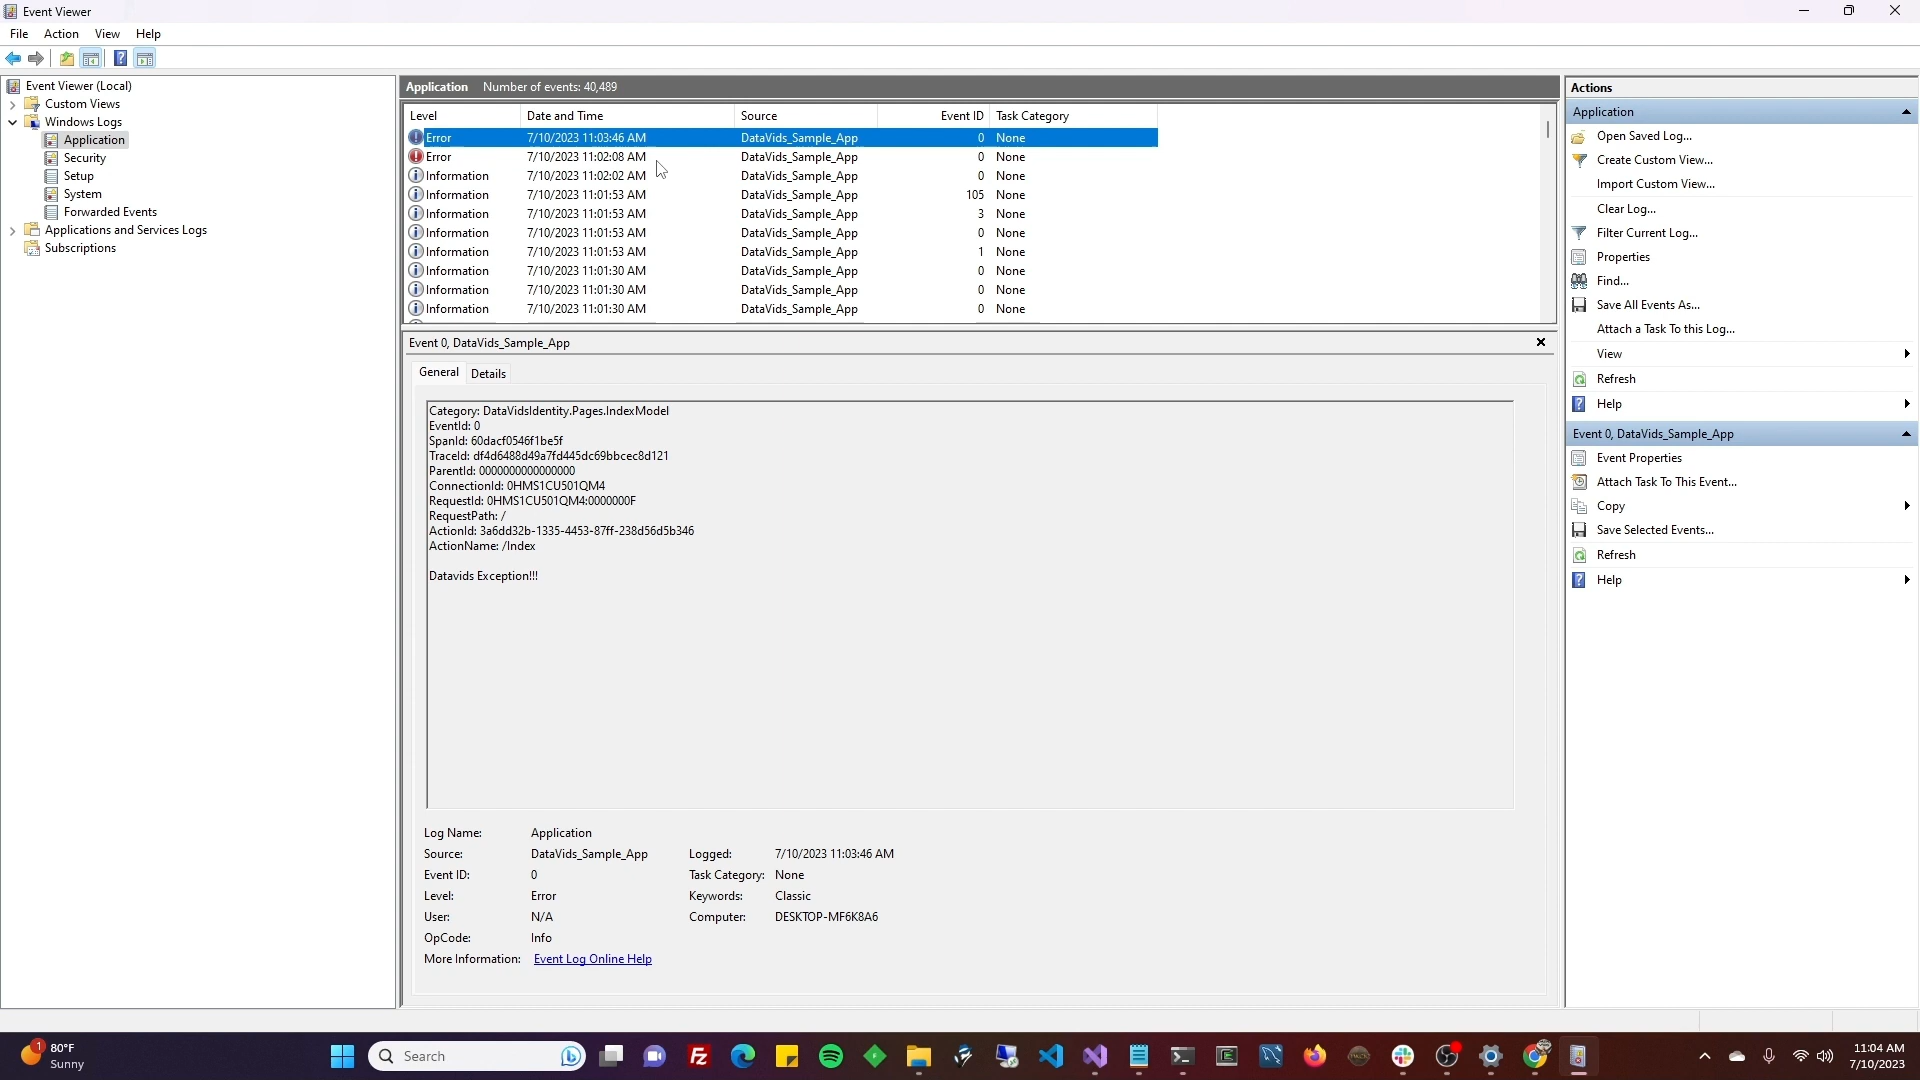 Event Viewer
File Action View Help
Event Viewer (Local)
Custom Views
Windows Logs
Application
Security
Setup
System
Forwarded Events
Applications and Services Logs
Subscriptions
Application Number of events: 40,489
Level Date and Time Source Event ID Task Category
Error 7/10/2023 11:03:46 AM DataVids_Sample_App 0 None
Error 7/10/2023 11:02:08 AM DataVids_Sample_App 0 None
Information 7/10/2023 11:02:02 AM DataVids_Sample_App 0 None
Information 7/10/2023 11:01:53 AM DataVids_Sample_App 105 None
Information 7/10/2023 11:01:53 AM DataVids_Sample_App 3 None
Information 7/10/2023 11:01:53 AM DataVids_Sample_App 0 None
Information 7/10/2023 11:01:53 AM DataVids_Sample_App 1 None
Information 7/10/2023 11:01:30 AM DataVids_Sample_App 0 None
Information 7/10/2023 11:01:30 AM DataVids_Sample_App 0 None
Information 7/10/2023 11:01:30 AM DataVids_Sample_App 0 None
Event 0, DataVids_Sample_App
General Details
Category: DataVidsIdentity.Pages.IndexModel
EventId: 0
SpanId: 60dacf0546f1be5f
TraceId: df4d6488d49a7fd445dc69bbcec8d121
ParentId: 0000000000000000
ConnectionId: 0HMS1CU501QM4
RequestId: 0HMS1CU501QM4:0000000F
RequestPath: /
ActionId: 3a6dd32b-1335-4453-87ff-238d56d5b346
ActionName: /Index
Datavids Exception!!!
Log Name: Application
Source: DataVids_Sample_App Logged: 7/10/2023 11:03:46 AM
Event ID: 0 Task Category: None
Level: Error Keywords: Classic
User: N/A Computer: DESKTOP-MF6K8A6
OpCode: Info
More Information: Event Log Online Help
Actions
Application
Open Saved Log...
Create Custom View...
Import Custom View...
Clear Log...
Filter Current Log...
Properties
Find...
Save All Events As...
Attach a Task To this Log...
View
Refresh
Help
Event 0, DataVids_Sample_App
Event Properties
Attach Task To This Event...
Copy
Save Selected Events...
Refresh
Help
1
80°F
Sunny
Search
11:04 AM
7/10/2023